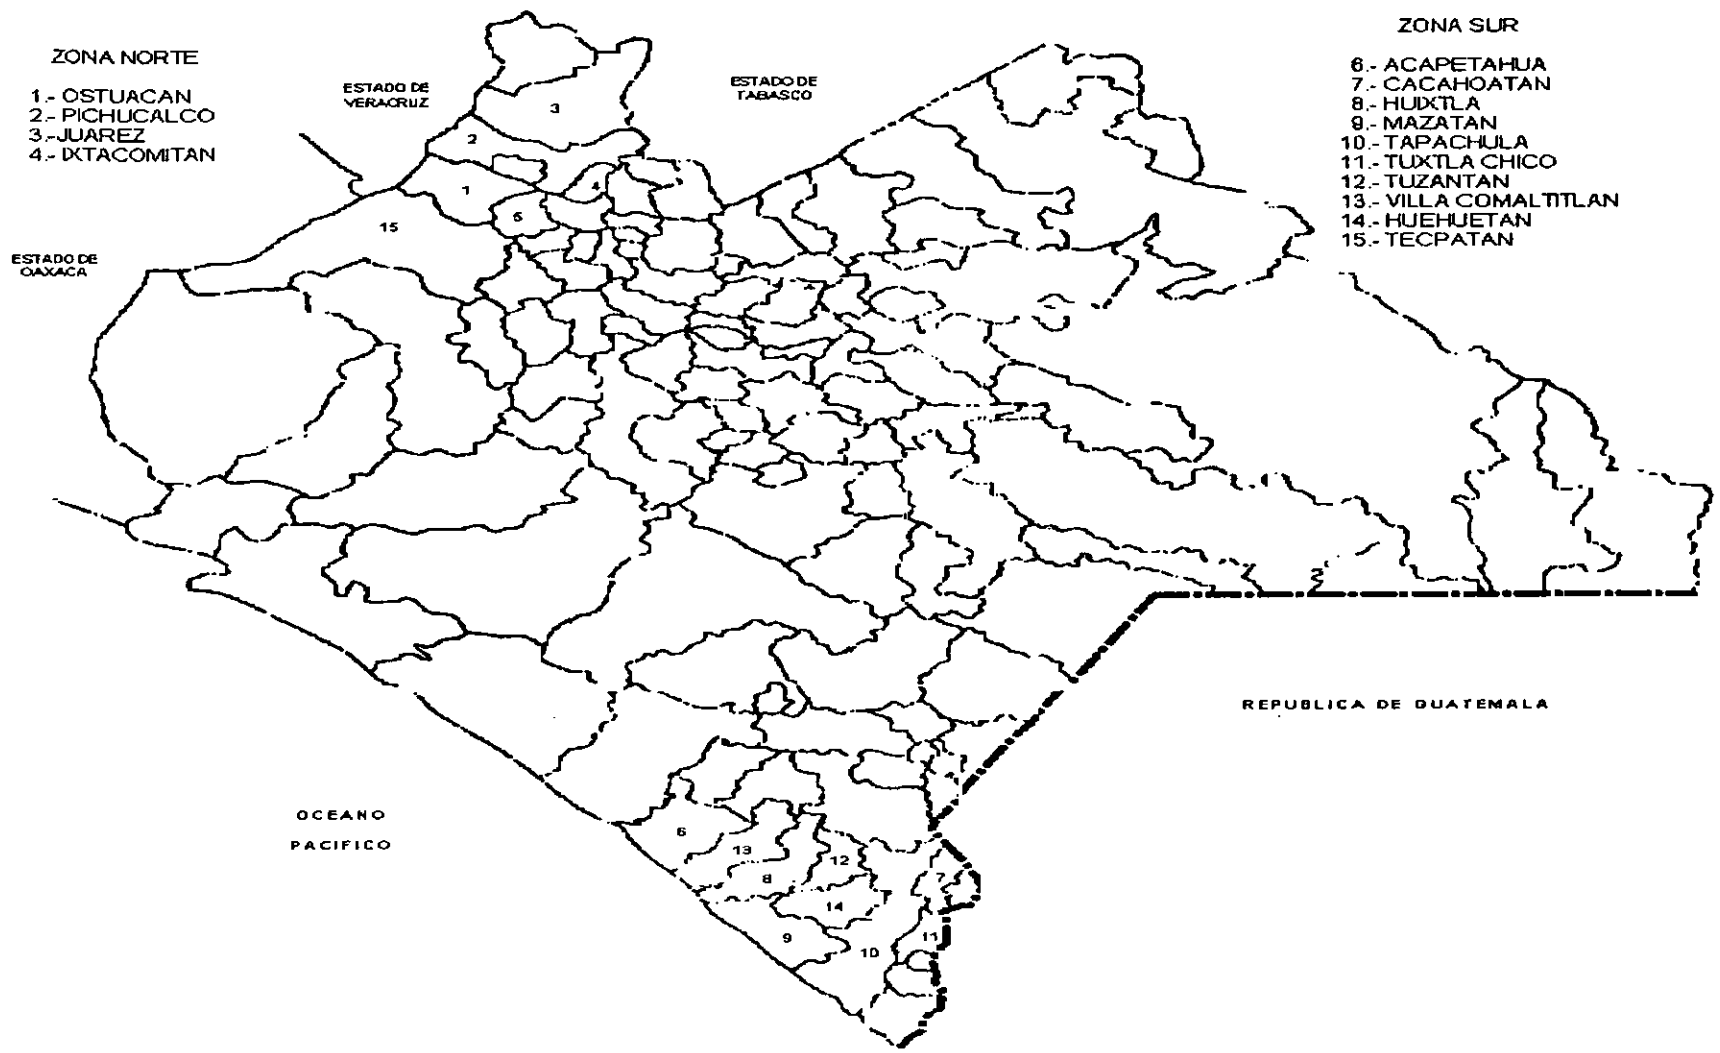 ZONA NORTE
1.- OSTUACAN
2.- PICHUCALCO
3.-JUAREZ
4.- IXTACOMITAN
ESTADO DE
VERACRUZ
ESTADO DE
TABASCO
ZONA SUR
6.- ACAPETAHUA
7.- CACAHOATAN
8.- HUIXTLA
9.- MAZATAN
10.- TAPACHULA
11.- TUXTLA CHICO
12.- TUZANTAN
13.- VILLA COMALTITLAN
14.- HUEHUETAN
15.- TECPATAN
ESTADO DE
OAXACA
3
2
1
4
5
15
REPUBLICA DE GUATEMALA
OCEANO
PACIFICO
6
13
12
8
7
14
9
10
11